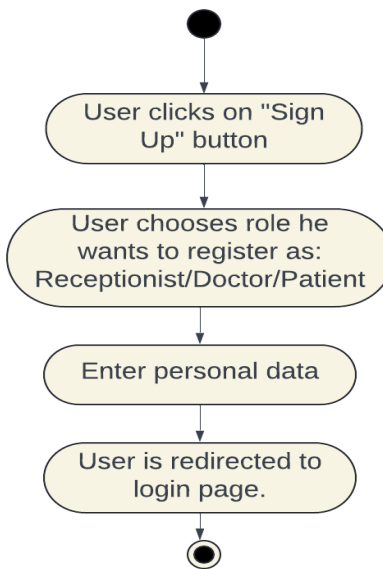 User clicks on "Sign
Up" button
User chooses role he
wants to register as:
Receptionist/Doctor/Patient
Enter personal data
User is redirected to
login page.